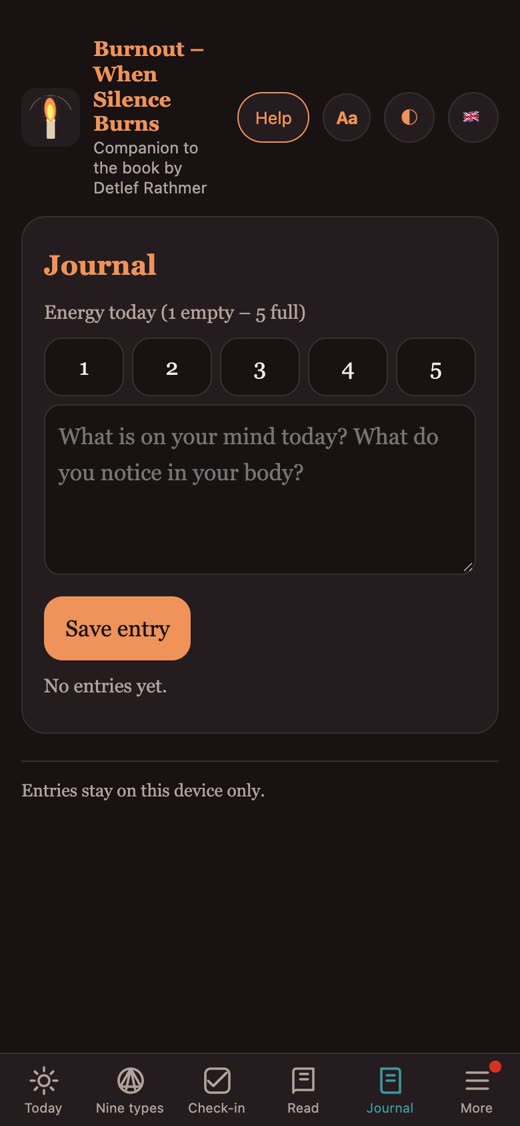 Burnout –
When
Silence
Burns
Companion to
the book by
Detlef Rathmer
Help
Aa
Journal
Energy today (1 empty – 5 full)
1 2 3 4 5
What is on your mind today? What do
you notice in your body?
Save entry
No entries yet.
Entries stay on this device only.
Today Nine types Check-in Read Journal More